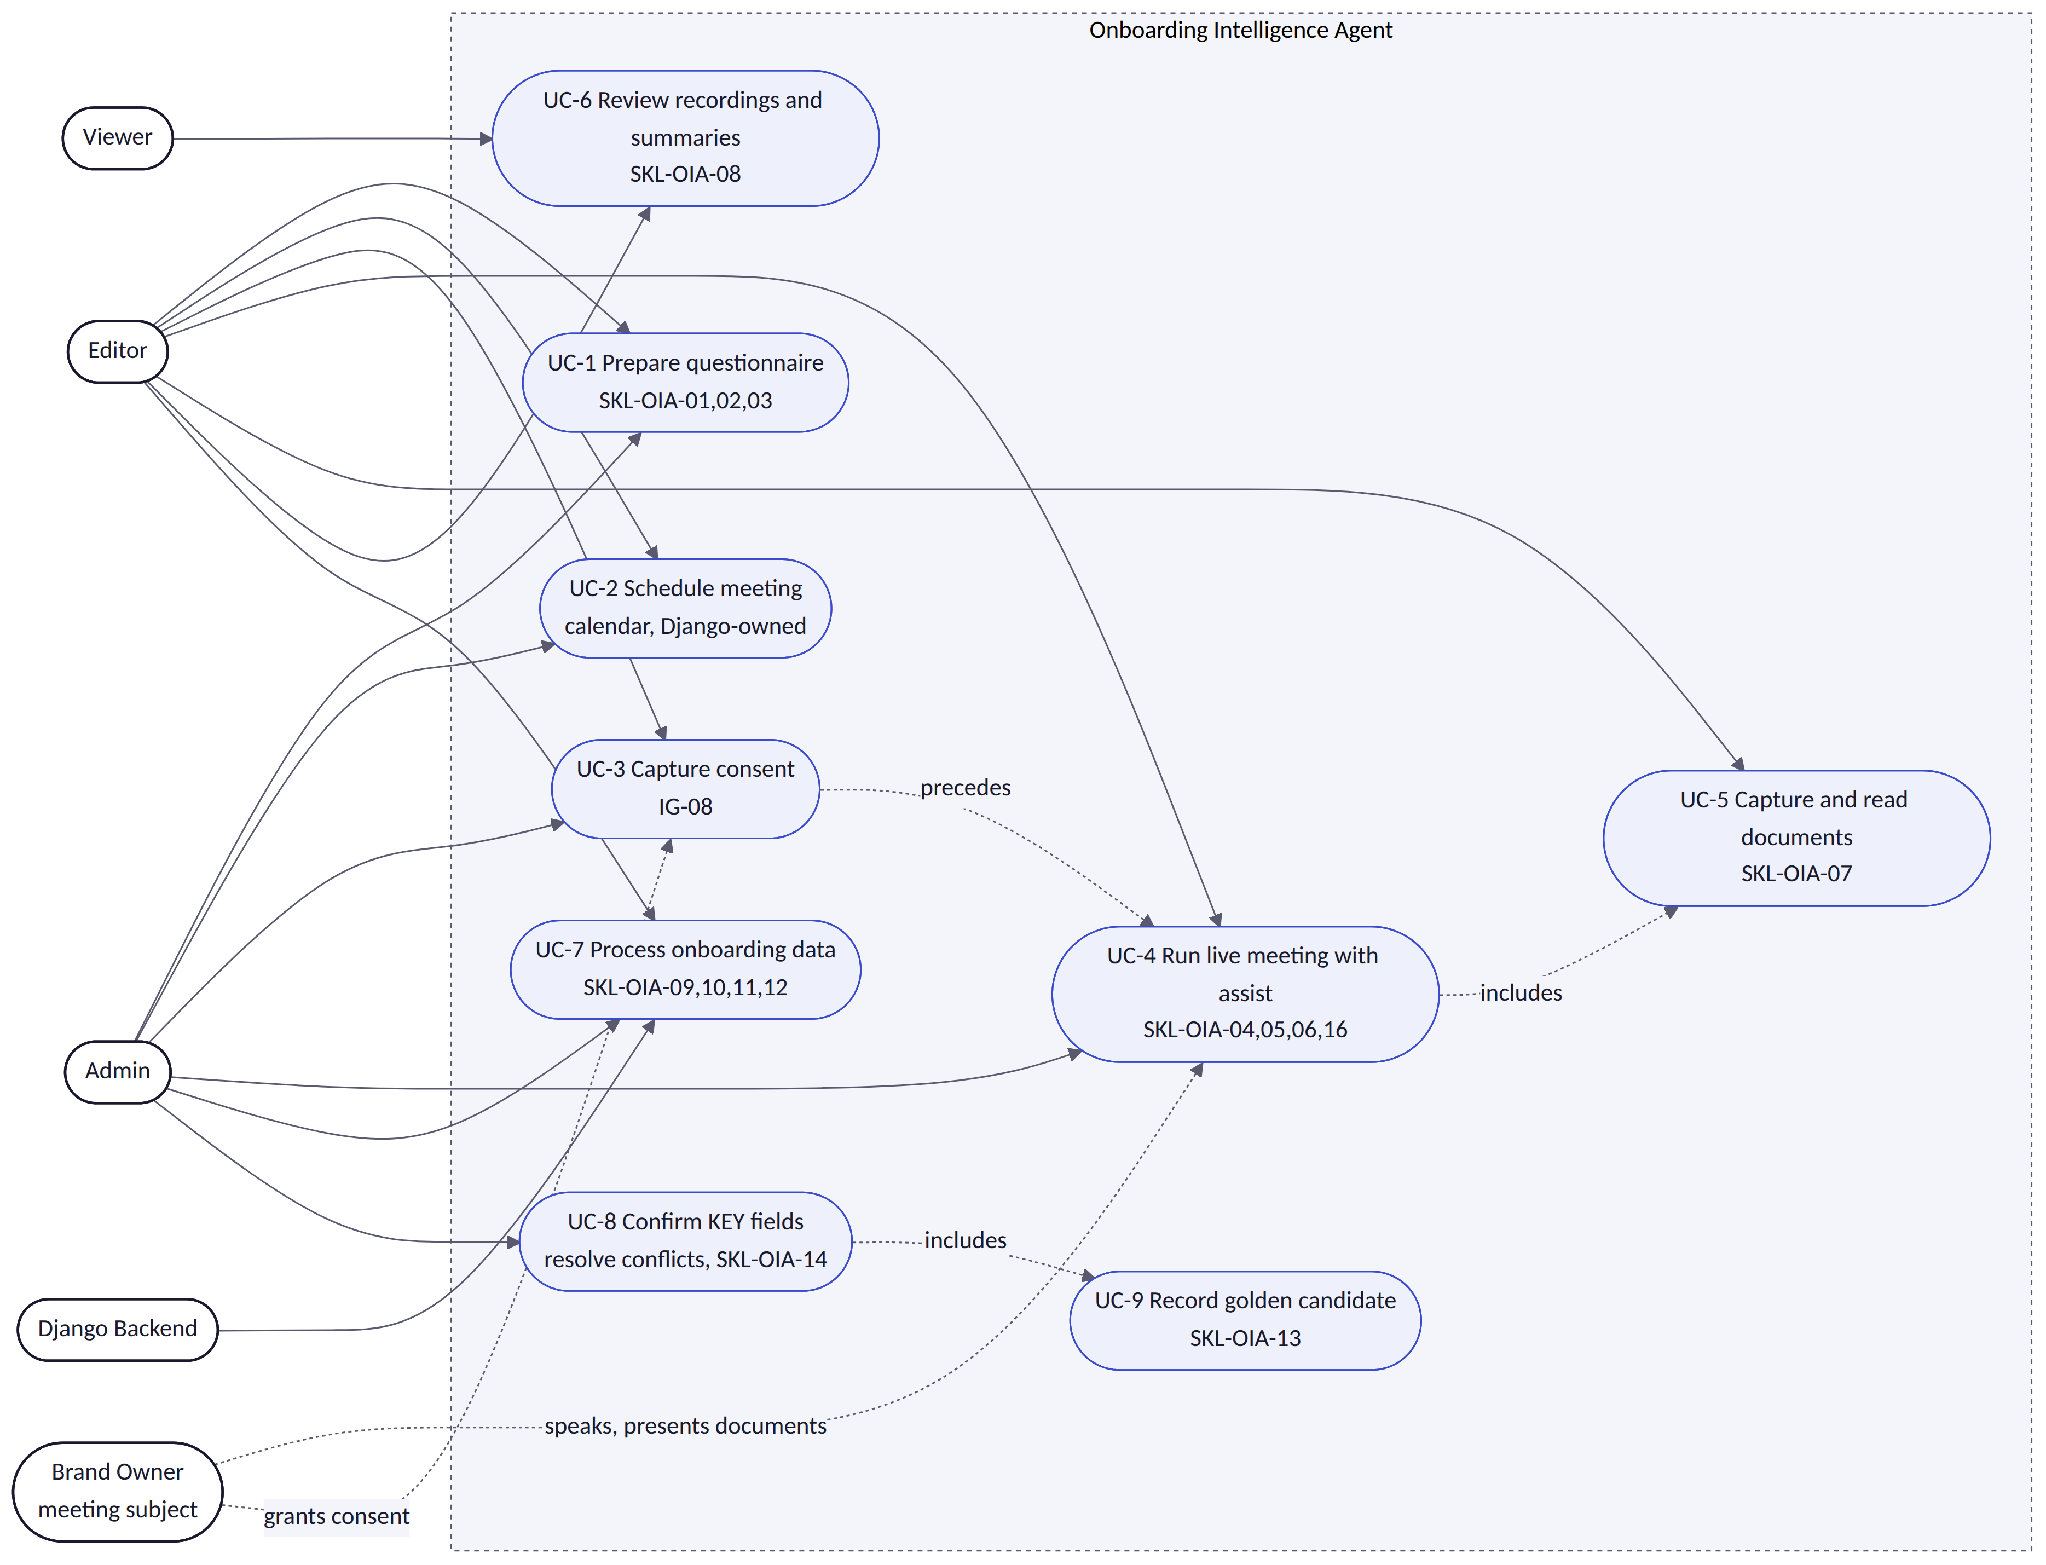 Onboarding Intelligence Agent
Viewer
UC-6 Review recordings and
summaries
SKL-OIA-08
Editor
UC-1 Prepare questionnaire
SKL-OIA-01,02,03
UC-2 Schedule meeting
calendar, Django-owned
UC-3 Capture consent
IG-08
precedes
UC-5 Capture and read
documents
SKL-OIA-07
UC-7 Process onboarding data
SKL-OIA-09,10,11,12
UC-4 Run live meeting with
assist
SKL-OIA-04,05,06,16
includes
Admin
UC-8 Confirm KEY fields
resolve conflicts, SKL-OIA-14
includes
UC-9 Record golden candidate
SKL-OIA-13
Django Backend
speaks, presents documents
Brand Owner
meeting subject
grants consent